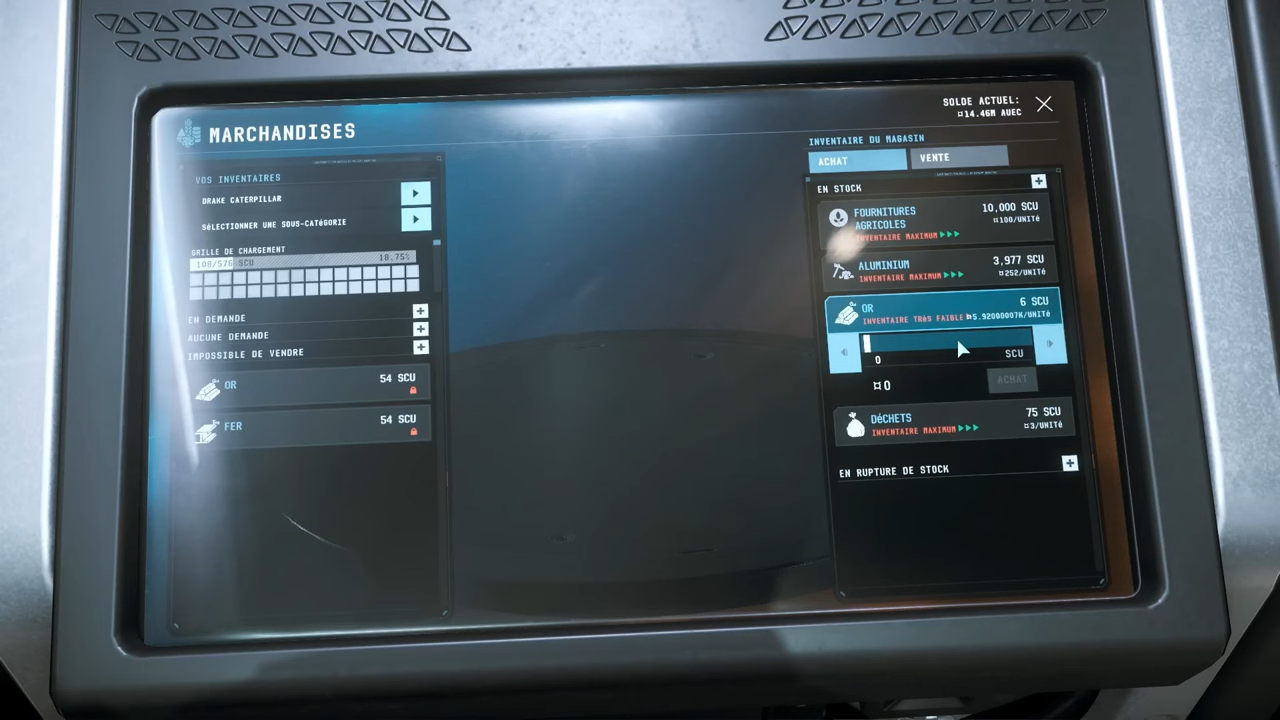 MARCHANDISES
SOLDE ACTUEL:
¤14.46M AUEC
VOS INVENTAIRES
DRAKE CATERPILLAR
SéLECTIONNER UNE SOUS-CATÉGORIE
GRILLE DE CHARGEMENT
108/576 SCU 18.75%
EN DEMANDE
AUCUNE DEMANDE
IMPOSSIBLE DE VENDRE
OR 54 SCU
FER 54 SCU
INVENTAIRE DU MAGASIN
ACHAT VENTE
EN STOCK
FOURNITURES 10,000 SCU
AGRICOLES ¤100/UNITé
INVENTAIRE MAXIMUM
ALUMINIUM 3,977 SCU
INVENTAIRE MAXIMUM ¤252/UNITé
OR 6 SCU
INVENTAIRE TRèS FAIBLE ¤5.92000007K/UNITé
0 SCU
¤0 ACHAT
DéCHETS 75 SCU
INVENTAIRE MAXIMUM ¤3/UNITé
EN RUPTURE DE STOCK